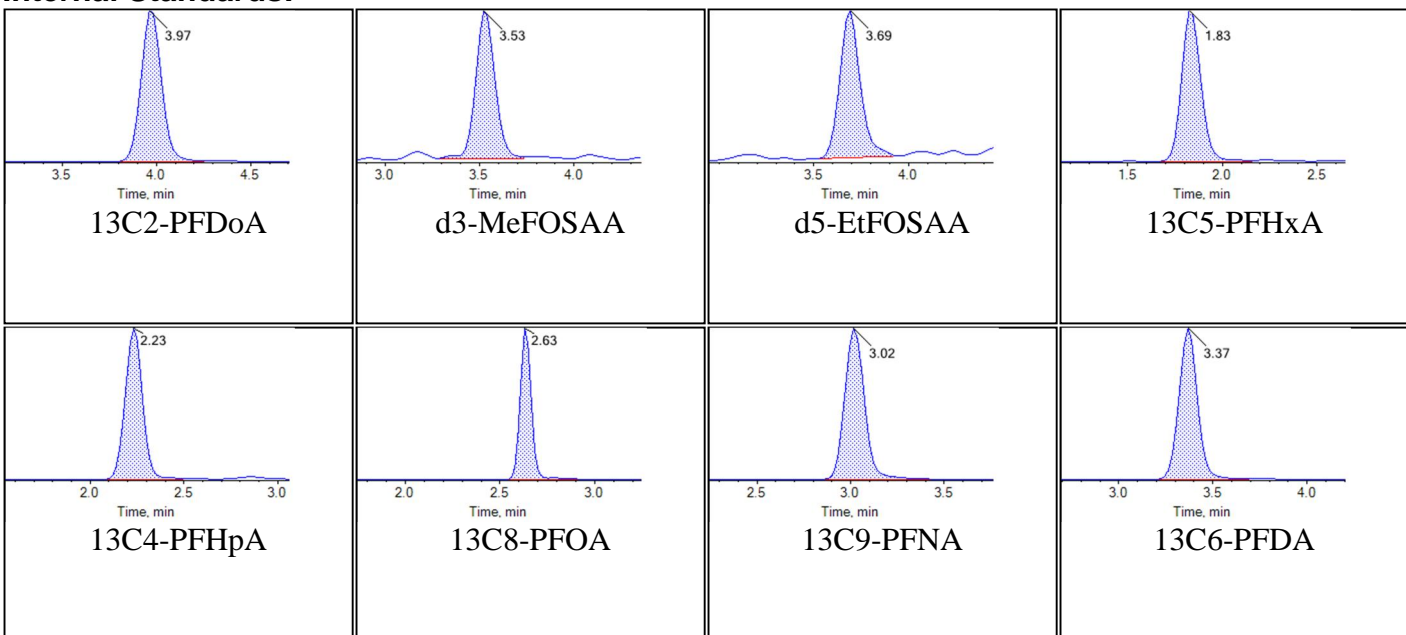 Internal Standards:
3.97
3.53
3.69
1.83
3.5 4.0 4.5
3.0 3.5 4.0
3.5 4.0
1.5 2.0 2.5
Time, min
Time, min
Time, min
Time, min
13C2-PFDoA
d3-MeFOSAA
d5-EtFOSAA
13C5-PFHxA
2.23
2.63
3.02
3.37
2.0 2.5 3.0
2.0 2.5 3.0
2.5 3.0 3.5
3.0 3.5 4.0
Time, min
Time, min
Time, min
Time, min
13C4-PFHpA
13C8-PFOA
13C9-PFNA
13C6-PFDA